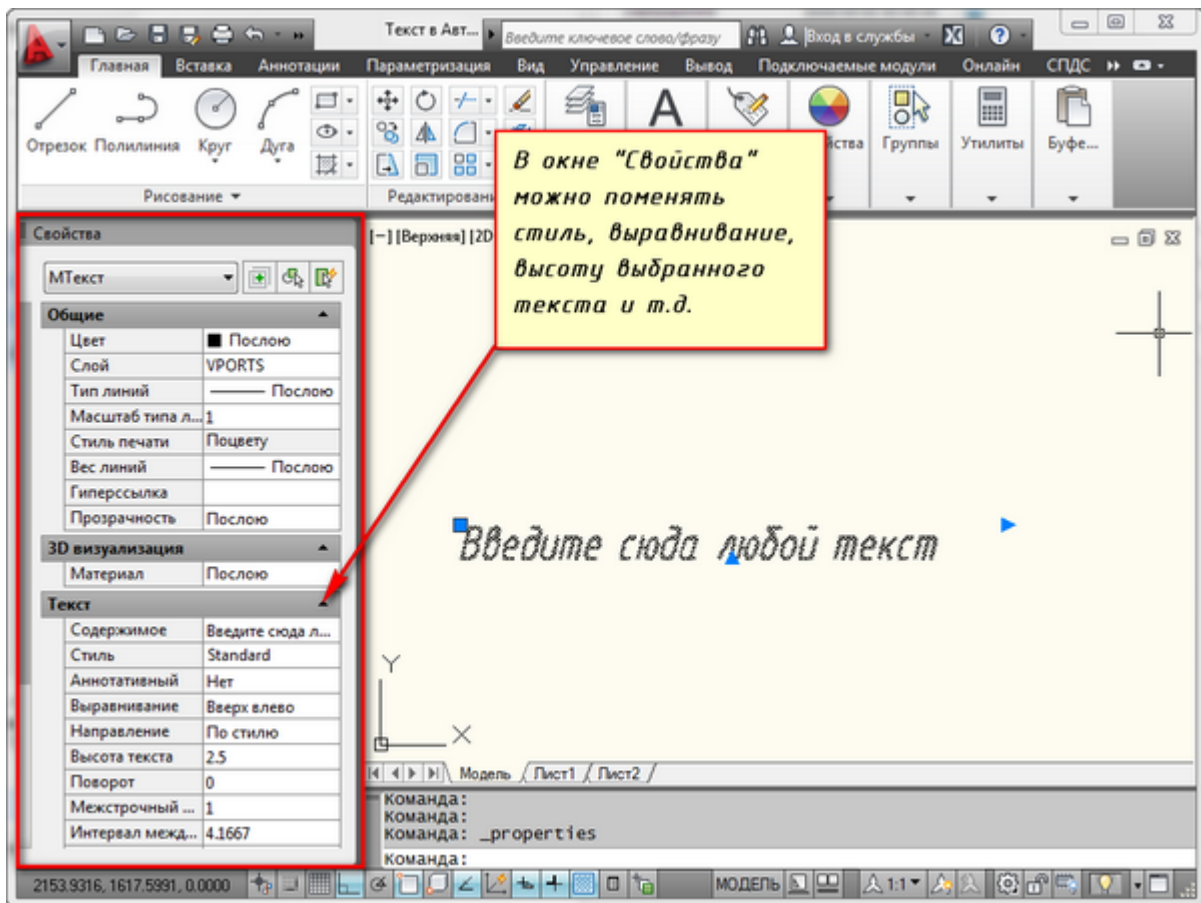 Текст в Авт...
Введите ключевое слово/фразу
Вход в службы
Главная Вставка Аннотации Параметризация Вид Управление Вывод Подключаемые модули Онлайн СПДС
Отрезок Полилиния Круг Дуга
Группы Утилиты Буфе...
Рисование
В окне "Свойства"
можно поменять
стиль, выравнивание,
высоту выбранного
текста и т.д.
Свойства
[−] [Верхняя] [2D
МТекст
Общие
Цвет Послою
Слой VPORTS
Тип линий Послою
Масштаб типа л... 1
Стиль печати Поцвету
Вес линий Послою
Гиперссылка
Прозрачность Послою
3D визуализация
Материал Послою
Текст
Содержимое Введите сюда л...
Стиль Standard
Аннотативный Нет
Выравнивание Вверх влево
Направление По стилю
Высота текста 2.5
Поворот 0
Межстрочный ... 1
Интервал межд... 4.1667
Введите сюда любой текст
Y
X
Модель Лист1 Лист2
Команда:
Команда:
Команда: _properties
Команда:
2153.9316, 1617.5991, 0.0000
МОДЕЛЬ
1:1